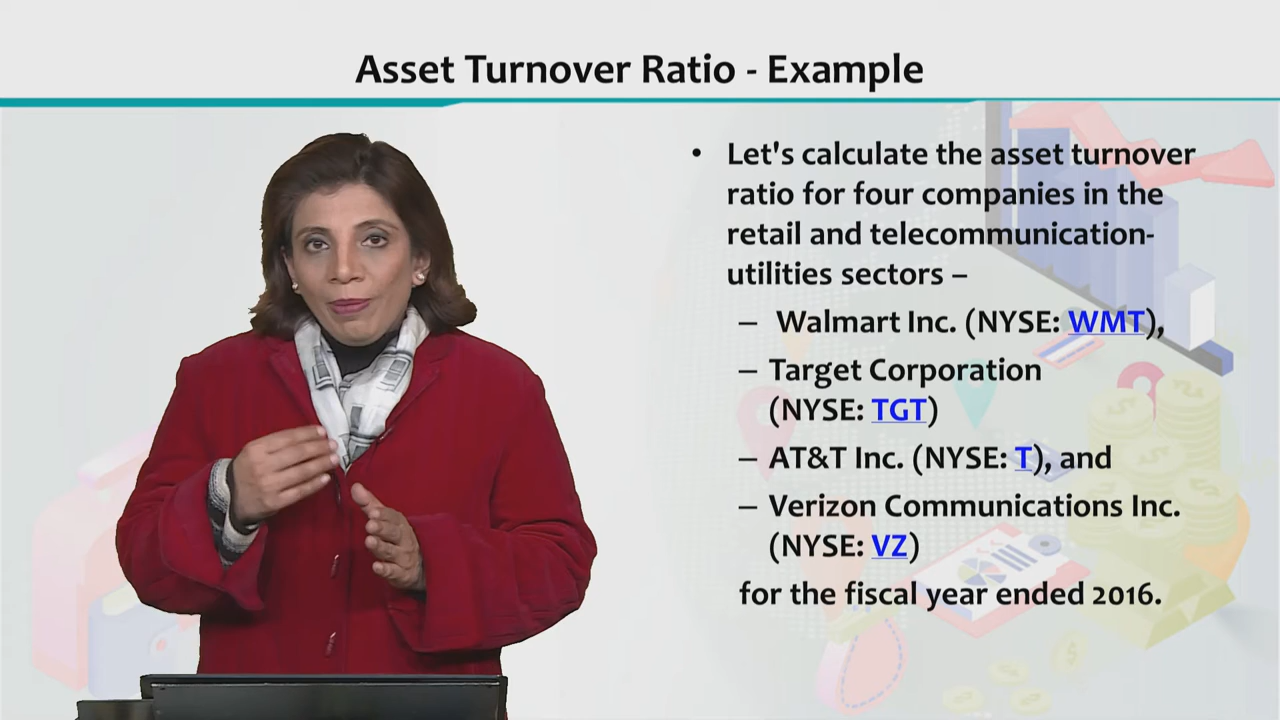 Asset Turnover Ratio - Example
• Let's calculate the asset turnover
ratio for four companies in the
retail and telecommunication-
utilities sectors –
– Walmart Inc. (NYSE: WMT),
– Target Corporation
(NYSE: TGT)
– AT&T Inc. (NYSE: T), and
– Verizon Communications Inc.
(NYSE: VZ)
for the fiscal year ended 2016.